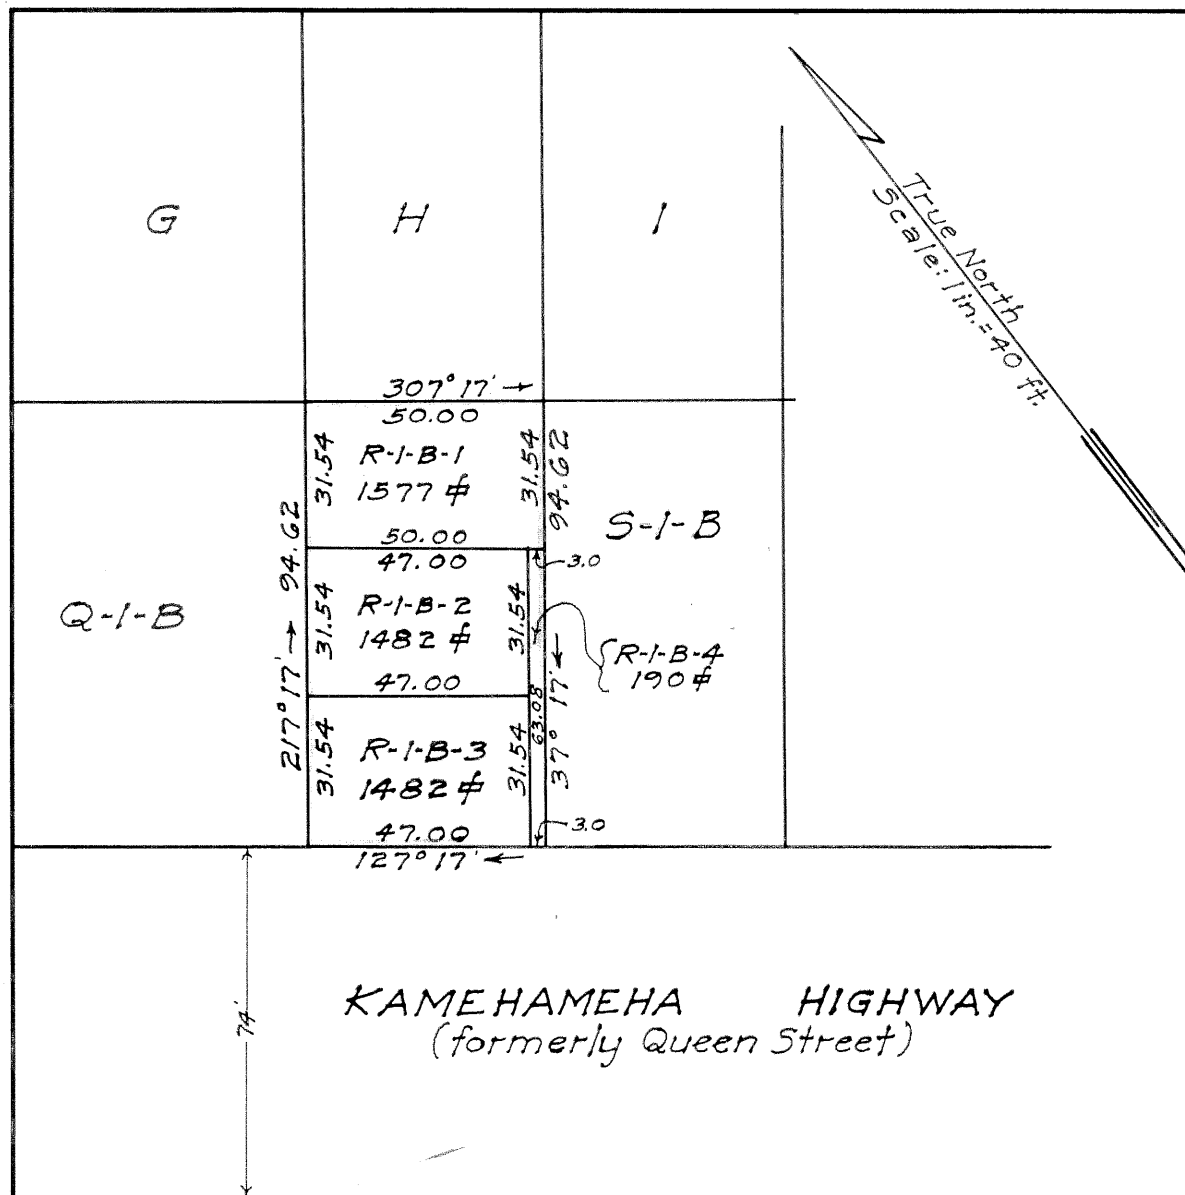 G
H
I
True North
Scale: 1 in. = 40 ft.
307° 17' →
50.00
31.54
R-1-B-1
1577 ⌗
31.54
94.62
50.00
47.00
3.0
S-1-B
Q-1-B
217° 17' → 94.62
31.54
R-1-B-2
1482 ⌗
31.54
47.00
R-1-B-4
190 ⌗
63.08
37° 17' ←
31.54
R-1-B-3
1482 ⌗
31.54
47.00
3.0
127° 17' ←
74'
KAMEHAMEHA HIGHWAY
(formerly Queen Street)